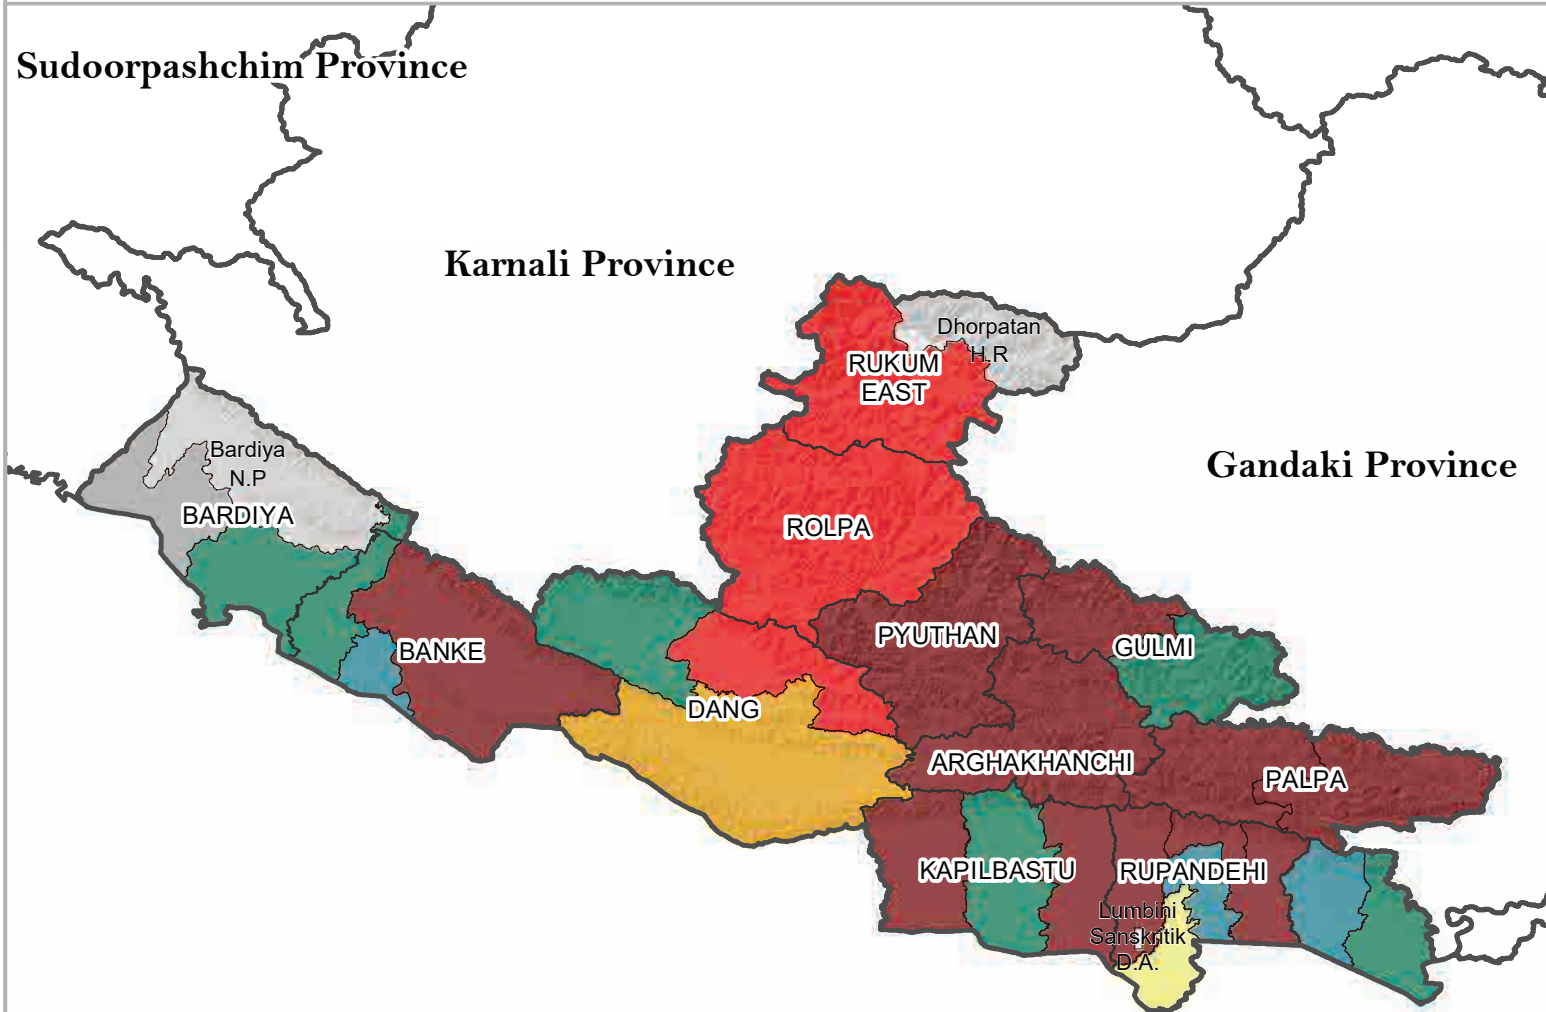 Sudoorpashchim Province
Karnali Province
Dhorpatan
H.R
RUKUM
EAST
Bardiya
N.P
Gandaki Province
BARDIYA
ROLPA
PYUTHAN
GULMI
BANKE
DANG
ARGHAKHANCHI
PALPA
KAPILBASTU
RUPANDEHI
Lumbini
Sanskritik
D.A.